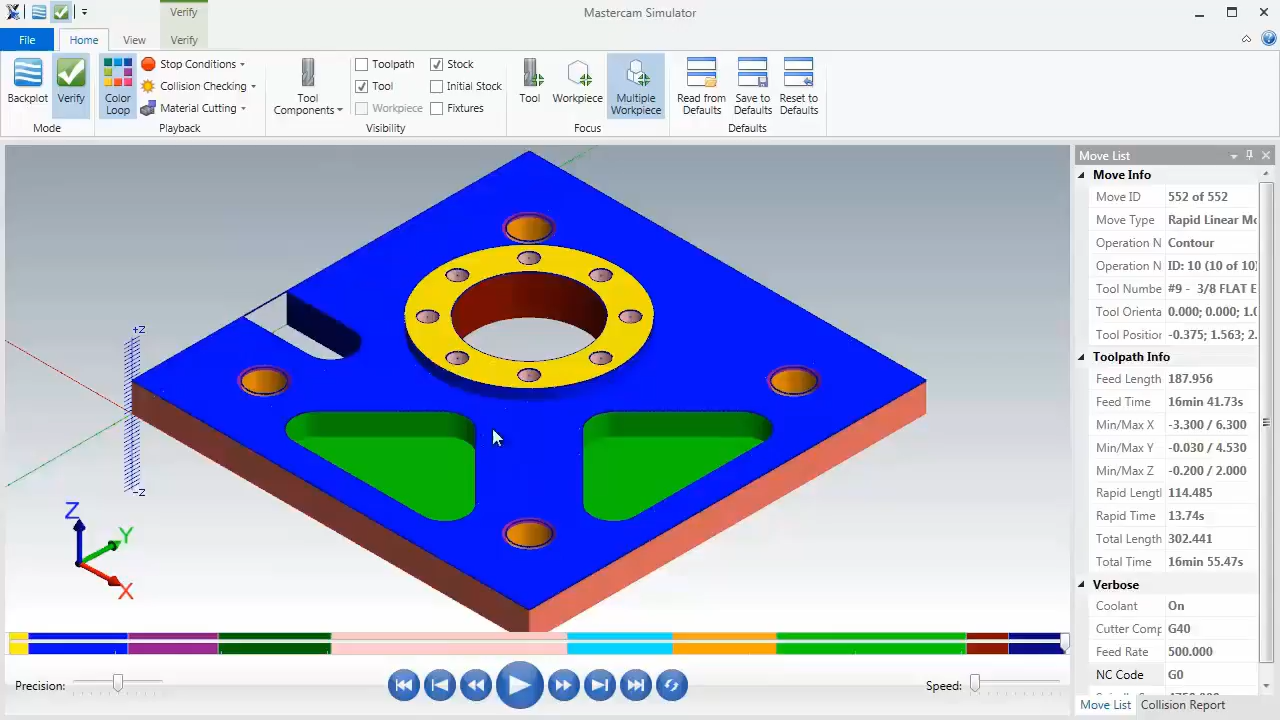 Verify
Mastercam Simulator
File
Home
View
Verify
Backplot
Verify
Mode
Color
Loop
Stop Conditions
Collision Checking
Material Cutting
Playback
Tool
Components
Toolpath
Tool
Workpiece
Stock
Initial Stock
Fixtures
Visibility
Tool
Workpiece
Multiple
Workpiece
Focus
Read from
Defaults
Save to
Defaults
Reset to
Defaults
Defaults
+z
-z
Z
Y
X
Move List
Move Info
Move ID 552 of 552
Move Type Rapid Linear Mo
Operation N Contour
Operation N ID: 10 (10 of 10)
Tool Numbe #9 - 3/8 FLAT E
Tool Orienta 0.000; 0.000; 1.0
Tool Positior -0.375; 1.563; 2.
Toolpath Info
Feed Length 187.956
Feed Time 16min 41.73s
Min/Max X -3.300 / 6.300
Min/Max Y -0.030 / 4.530
Min/Max Z -0.200 / 2.000
Rapid Lengtl 114.485
Rapid Time 13.74s
Total Length 302.441
Total Time 16min 55.47s
Verbose
Coolant On
Cutter Comp G40
Feed Rate 500.000
NC Code G0
Precision:
Speed:
Move List
Collision Report